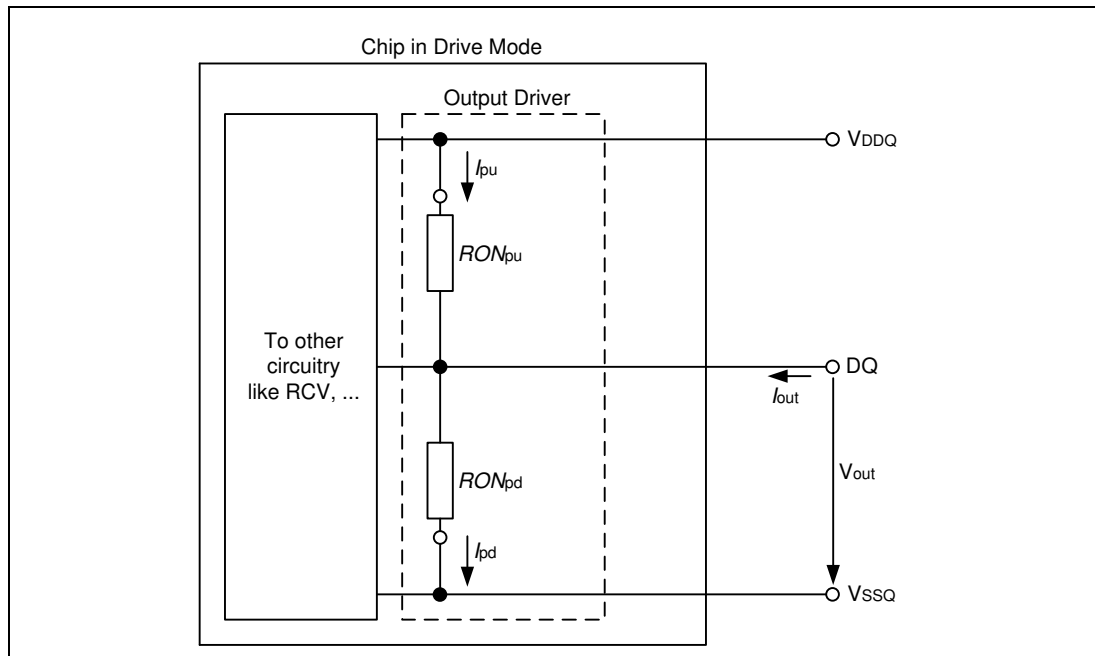 Chip in Drive Mode
Output Driver
VDDQ
Ipu
RONpu
To other
circuitry
like RCV, ...
DQ
Iout
RONpd
Vout
Ipd
VSSQ